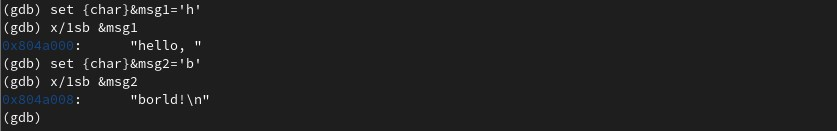 (gdb) set {char}&msg1='h'
(gdb) x/1sb &msg1
0x804a000:      "hello, "
(gdb) set {char}&msg2='b'
(gdb) x/1sb &msg2
0x804a008:      "borld!\n"
(gdb)